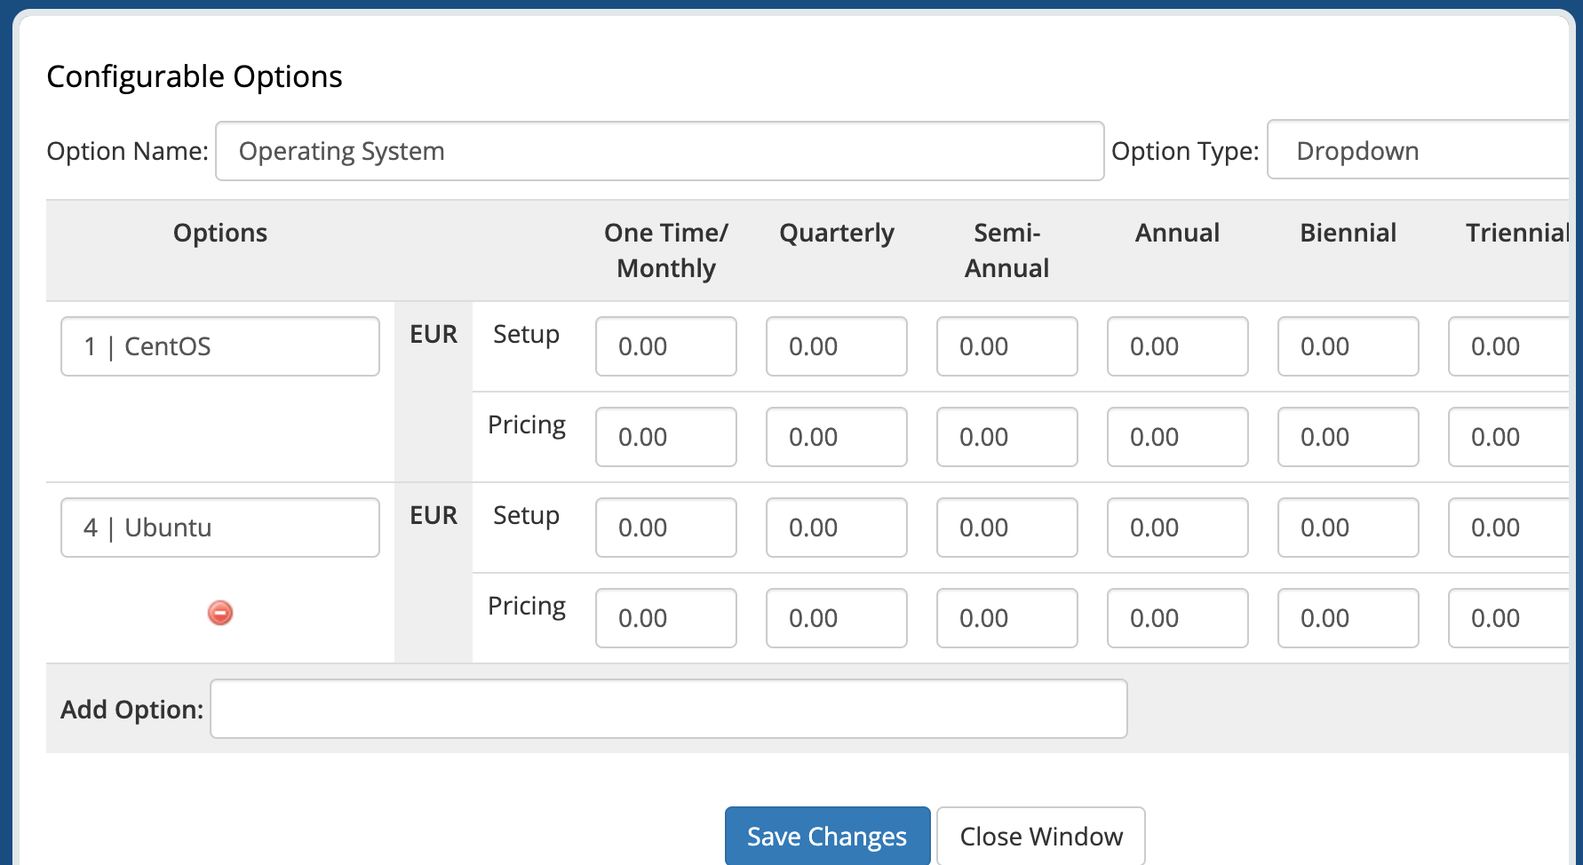 Configurable Options
Option Name: Operating System Option Type: Dropdown
Options One Time/ Monthly Quarterly Semi- Annual Annual Biennial Triennial
1 | CentOS EUR Setup 0.00 0.00 0.00 0.00 0.00 0.00
Pricing 0.00 0.00 0.00 0.00 0.00 0.00
4 | Ubuntu EUR Setup 0.00 0.00 0.00 0.00 0.00 0.00
Pricing 0.00 0.00 0.00 0.00 0.00 0.00
Add Option:
Save Changes Close Window